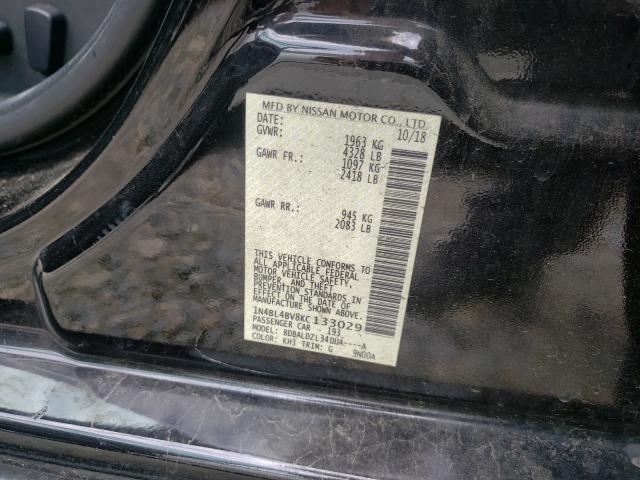 MFD BY NISSAN MOTOR CO., LTD.
DATE: 10/18
GVWR: 1963 KG
4328 LB
GAWR FR.: 1097 KG
2418 LB
GAWR RR.: 945 KG
2083 LB
THIS VEHICLE CONFORMS TO
ALL APPLICABLE FEDERAL
MOTOR VEHICLE SAFETY,
BUMPER, AND THEFT
PREVENTION STANDARDS
IN EFFECT ON THE DATE OF
MANUFACTURE SHOWN ABOVE.
1N4BL4BV8KC133029
PASSENGER CAR 193
MODEL: BDBALDZL34DUA----A
COLOR: KH3 TRIM: G 9N00A